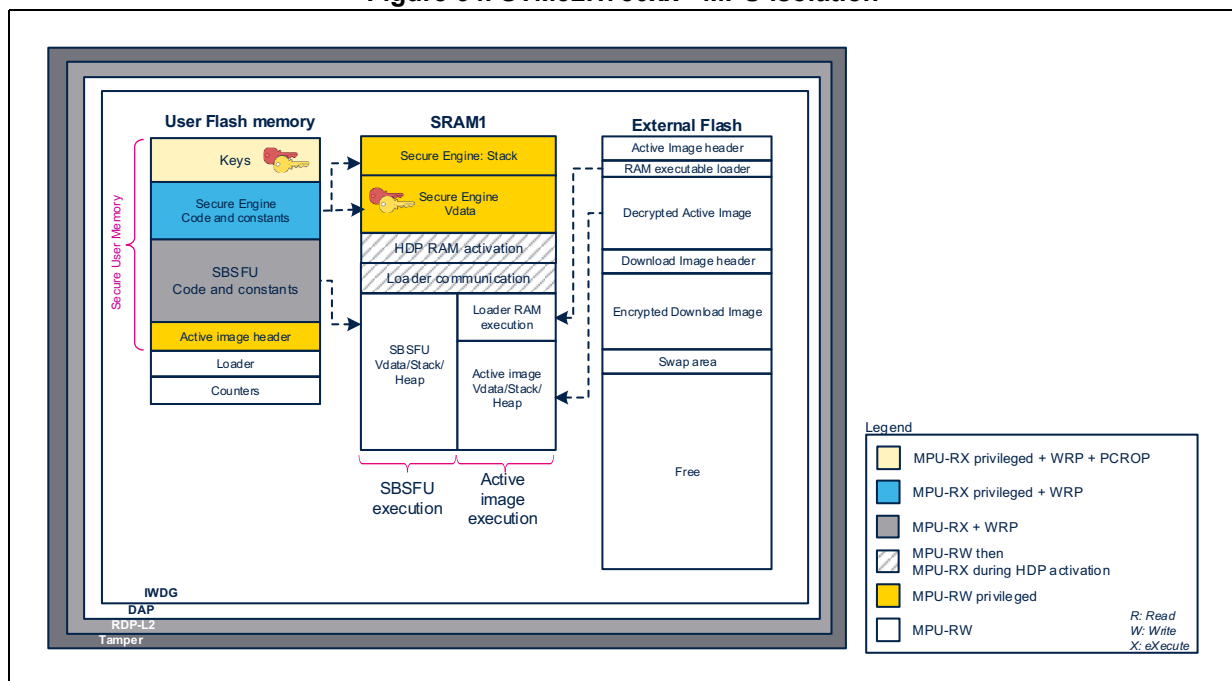 Figure STM32H750xx - isolation
User Flash memory
Keys
Secure Engine
Code and constants
SBSFU
Code and constants
Active image header
Loader
Counters
Secure User Memory
SRAM1
Secure Engine: Stack
Secure Engine
Vdata
HDP RAM activation
Loader communication
SBSFU
Vdata/Stack/
Heap
Loader RAM
execution
Active image
Vdata/Stack/
Heap
SBSFU
execution
Active
image
execution
External Flash
Active Image header
RAM executable loader
Decrypted Active Image
Download Image header
Encrypted Download Image
Swap area
Free
IWDG
DAP
RDP-L2
Tamper
Legend
MPU-RX privileged + WRP + PCROP
MPU-RX privileged + WRP
MPU-RX + WRP
MPU-RW then
MPU-RX during HDP activation
MPU-RW privileged
MPU-RW
R: Read
W: Write
X: eXecute